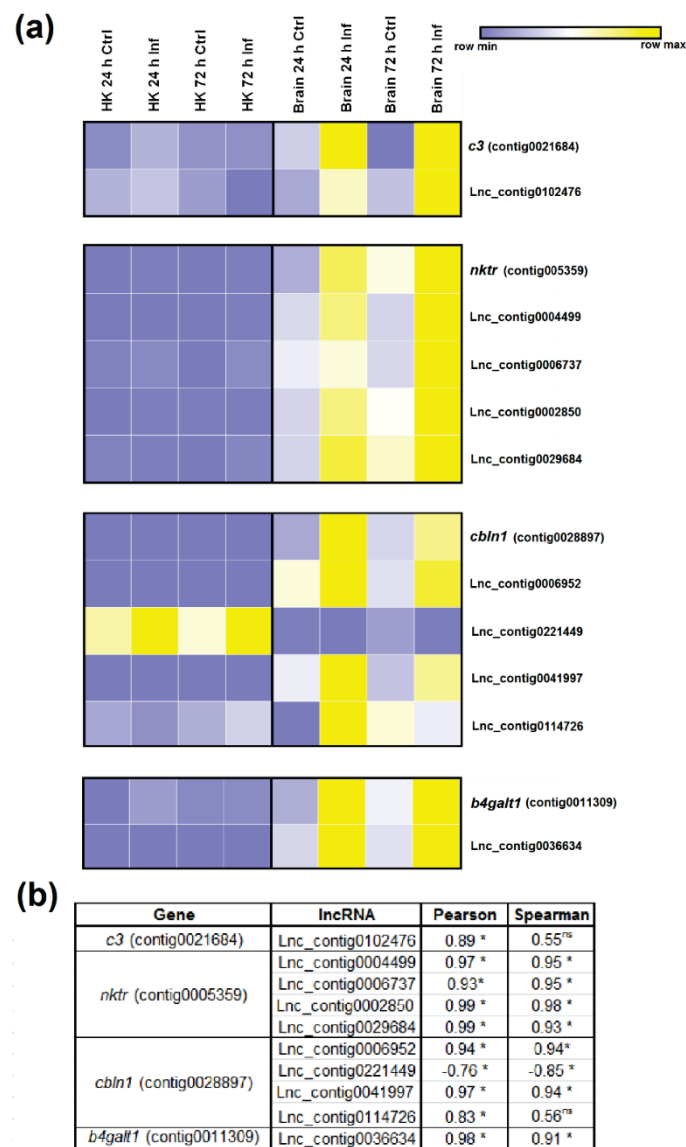 (a)
HK 24 h Ctrl
HK 24 h Inf
HK 72 h Ctrl
HK 72 h Inf
Brain 24 h Ctrl
Brain 24 h Inf
Brain 72 h Ctrl
Brain 72 h Inf
row min row max
c3 (contig0021684)
Lnc_contig0102476
nktr (contig005359)
Lnc_contig0004499
Lnc_contig0006737
Lnc_contig0002850
Lnc_contig0029684
cbln1 (contig0028897)
Lnc_contig0006952
Lnc_contig0221449
Lnc_contig0041997
Lnc_contig0114726
b4galt1 (contig0011309)
Lnc_contig0036634
(b)
Gene lncRNA Pearson Spearman
c3 (contig0021684) Lnc_contig0102476 0.89 * 0.55ns
nktr (contig0005359) Lnc_contig0004499 0.97 * 0.95 *
Lnc_contig0006737 0.93* 0.95 *
Lnc_contig0002850 0.99 * 0.98 *
Lnc_contig0029684 0.99 * 0.93 *
cbln1 (contig0028897) Lnc_contig0006952 0.94 * 0.94*
Lnc_contig0221449 -0.76 * -0.85 *
Lnc_contig0041997 0.97 * 0.94 *
Lnc_contig0114726 0.83 * 0.56ns
b4galt1 (contig0011309) Lnc_contig0036634 0.98 * 0.91 *